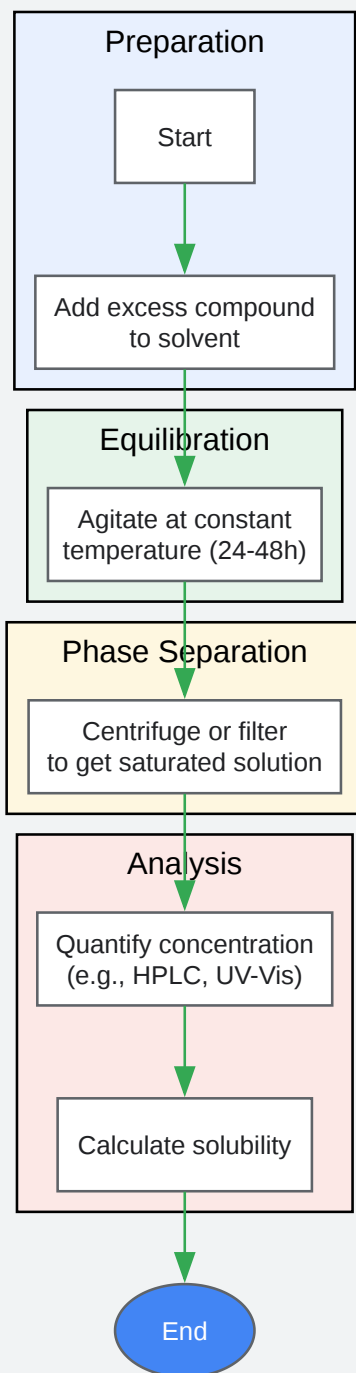 Preparation
Start
Add excess compound
to solvent
Equilibration
Agitate at constant
temperature (24-48h)
Phase Separation
Centrifuge or filter
to get saturated solution
Analysis
Quantify concentration
(e.g., HPLC, UV-Vis)
Calculate solubility
End